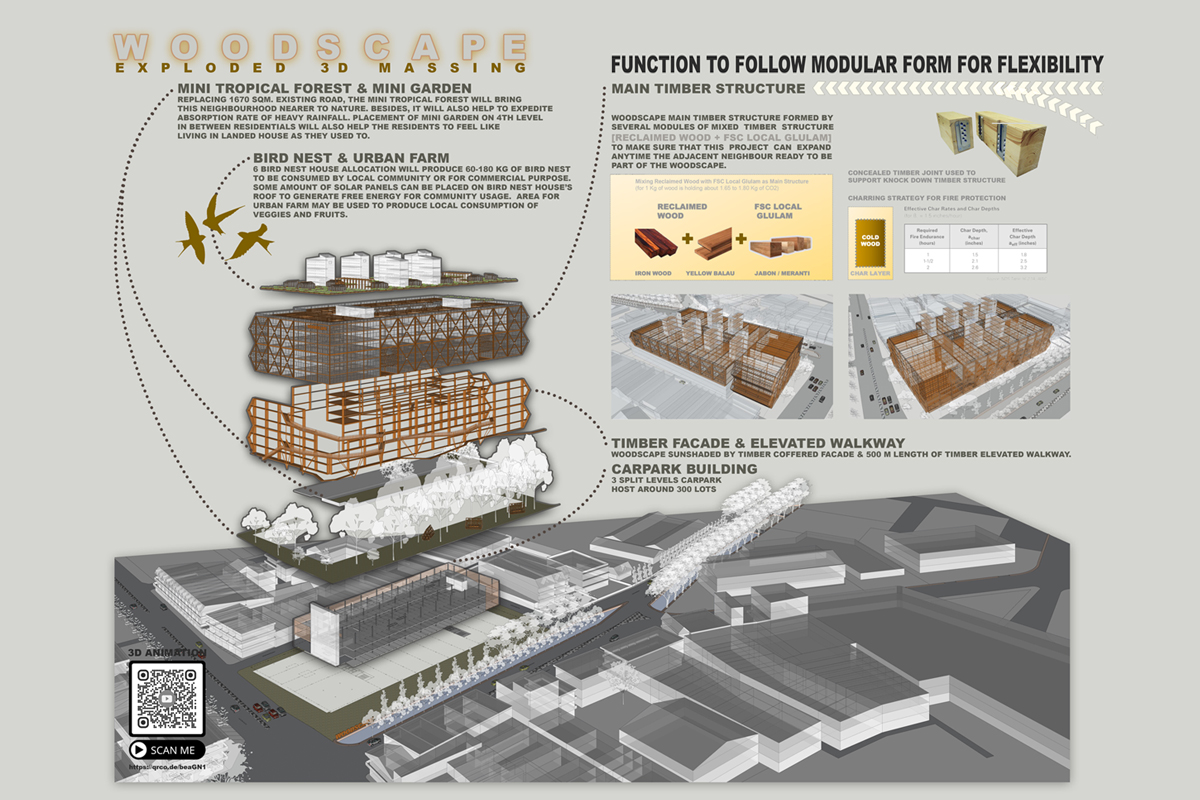 WOODSCAPE
EXPLODED 3D MASSING
MINI TROPICAL FOREST & MINI GARDEN
REPLACING 1670 SQM. EXISTING ROAD, THE MINI TROPICAL FOREST WILL BRING
THIS NEIGHBOURHOOD NEARER TO NATURE. BESIDES, IT WILL ALSO HELP TO EXPEDITE
ABSORPTION RATE OF HEAVY RAINFALL. PLACEMENT OF MINI GARDEN ON 4TH LEVEL
IN BETWEEN RESIDENTIALS WILL ALSO HELP THE RESIDENTS TO FEEL LIKE
LIVING IN LANDED HOUSE AS THEY USED TO.
BIRD NEST & URBAN FARM
6 BIRD NEST HOUSE ALLOCATION WILL PRODUCE 60-180 KG OF BIRD NEST
TO BE CONSUMED BY LOCAL COMMUNITY OR FOR COMMERCIAL PURPOSE.
SOME AMOUNT OF SOLAR PANELS CAN BE PLACED ON BIRD NEST HOUSE'S
ROOF TO GENERATE FREE ENERGY FOR COMMUNITY USAGE. AREA FOR
URBAN FARM MAY BE USED TO PRODUCE LOCAL CONSUMPTION OF
VEGGIES AND FRUITS.
FUNCTION TO FOLLOW MODULAR FORM FOR FLEXIBILITY
MAIN TIMBER STRUCTURE
WOODSCAPE MAIN TIMBER STRUCTURE FORMED BY
SEVERAL MODULES OF MIXED TIMBER STRUCTURE
[RECLAIMED WOOD + FSC LOCAL GLULAM]
TO MAKE SURE THAT THIS PROJECT CAN EXPAND
ANYTIME THE ADJACENT NEIGHBOUR READY TO BE
PART OF THE WOODSCAPE.
Mixing Reclaimed Wood with FSC Local Glulam as Main Structure
(for 1 Kg of wood is holding about 1.65 to 1.80 Kg of CO2)
RECLAIMED
WOOD
FSC LOCAL
GLULAM
IRON WOOD
YELLOW BALAU
JABON / MERANTI
CONCEALED TIMBER JOINT USED TO
SUPPORT KNOCK DOWN TIMBER STRUCTURE
CHARRING STRATEGY FOR FIRE PROTECTION
COLD
WOOD
CHAR LAYER
Effective Char Rates and Char Depths
Required
Fire Endurance
(hours)
Char Depth,
achar
(inches)
Effective
Char Depth
aeff (inches)
1 1.5 1.8
1-1/2 2.1 2.5
2 2.6 3.2
TIMBER FACADE & ELEVATED WALKWAY
WOODSCAPE SUNSHADED BY TIMBER COFFERED FACADE & 500 M LENGTH OF TIMBER ELEVATED WALKWAY.
CARPARK BUILDING
3 SPLIT LEVELS CARPARK
HOST AROUND 300 LOTS
3D ANIMATION
SCAN ME
https:/qrco.de/beaGN1